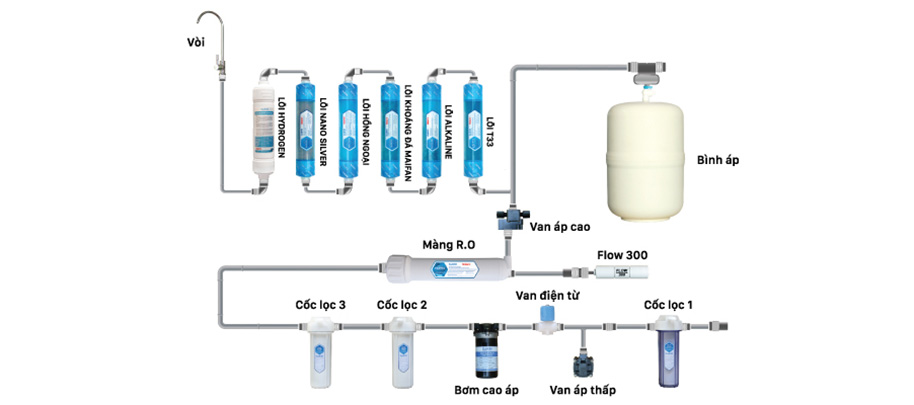 Vòi
LÕI HYDROGEN
LÕI NANO SILVER
LÕI HỒNG NGOẠI
LÕI KHOÁNG ĐÁ MAIFAN
LÕI ALKALINE
LÕI T33
Bình áp
Van áp cao
Màng R.O
Flow 300
FLOW
300
Van điện từ
Cốc lọc 3
Cốc lọc 2
Cốc lọc 1
Bơm cao áp
Van áp thấp